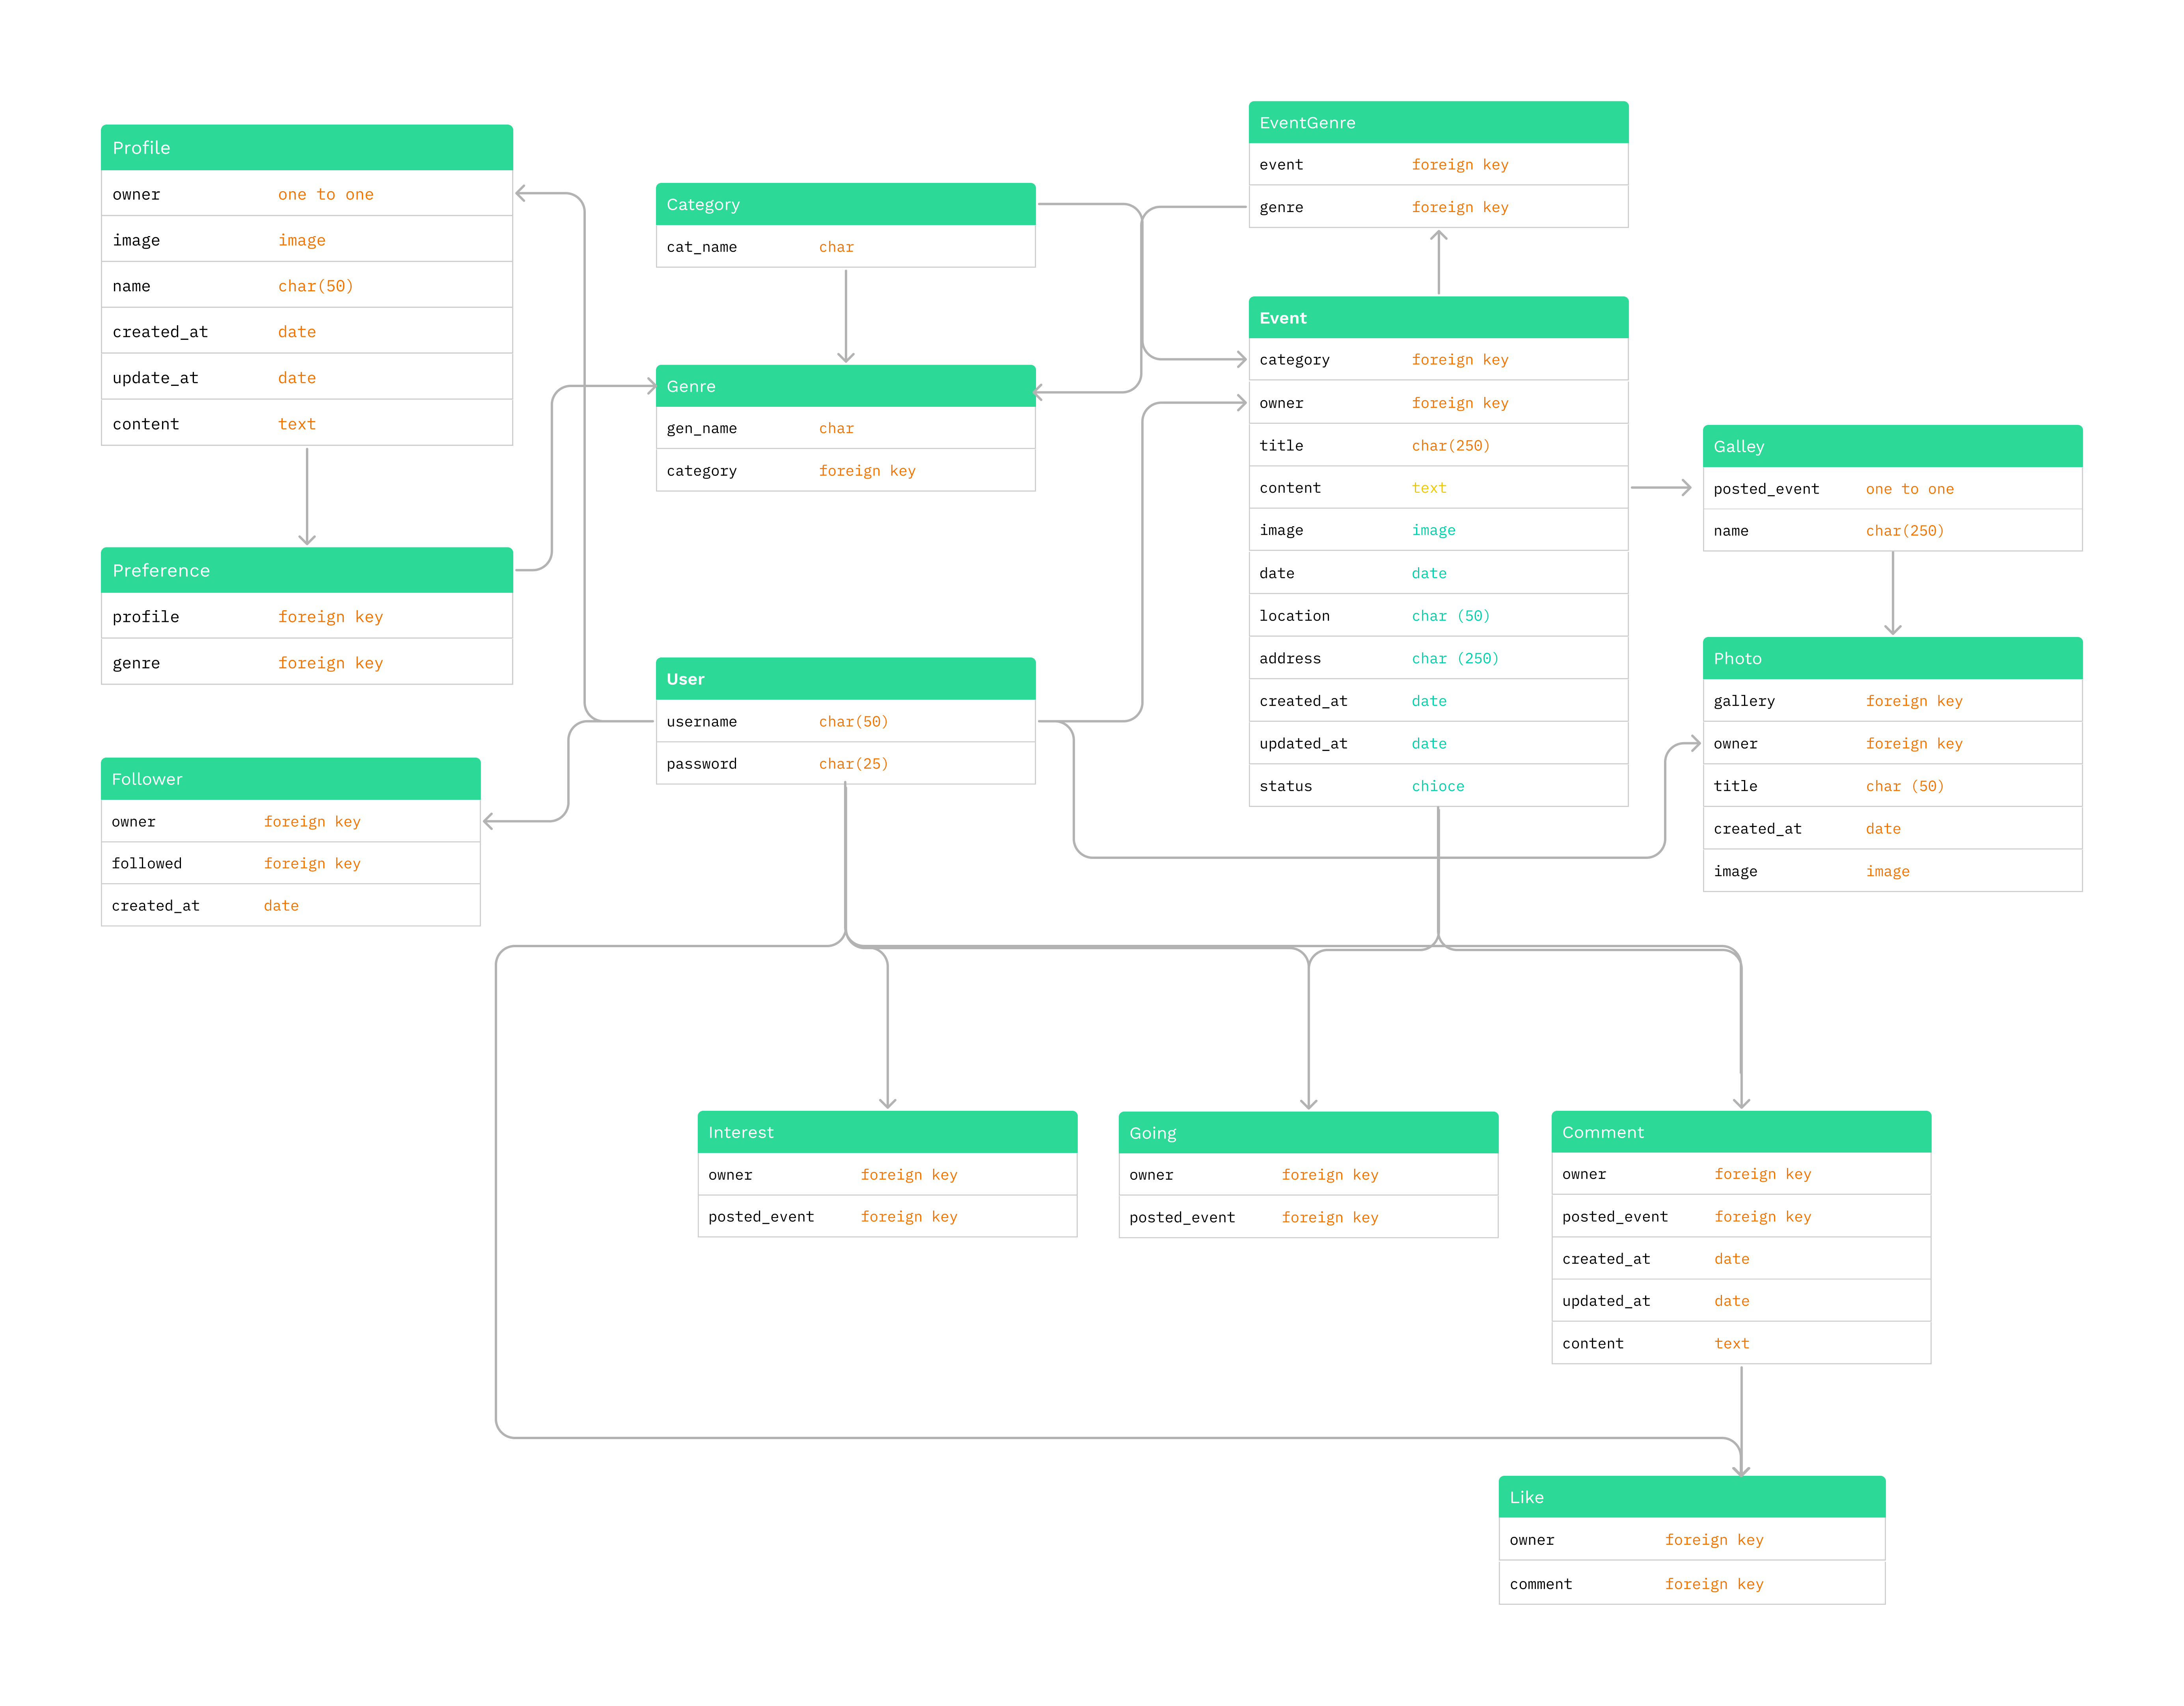 Profile
owner one to one
image image
name char(50)
created_at date
update_at date
content text
Preference
profile foreign key
genre foreign key
Follower
owner foreign key
followed foreign key
created_at date
Category
cat_name char
Genre
gen_name char
category foreign key
User
username char(50)
password char(25)
EventGenre
event foreign key
genre foreign key
Event
category foreign key
owner foreign key
title char(250)
content text
image image
date date
location char (50)
address char (250)
created_at date
updated_at date
status chioce
Galley
posted_event one to one
name char(250)
Photo
gallery foreign key
owner foreign key
title char (50)
created_at date
image image
Interest
owner foreign key
posted_event foreign key
Going
owner foreign key
posted_event foreign key
Comment
owner foreign key
posted_event foreign key
created_at date
updated_at date
content text
Like
owner foreign key
comment foreign key